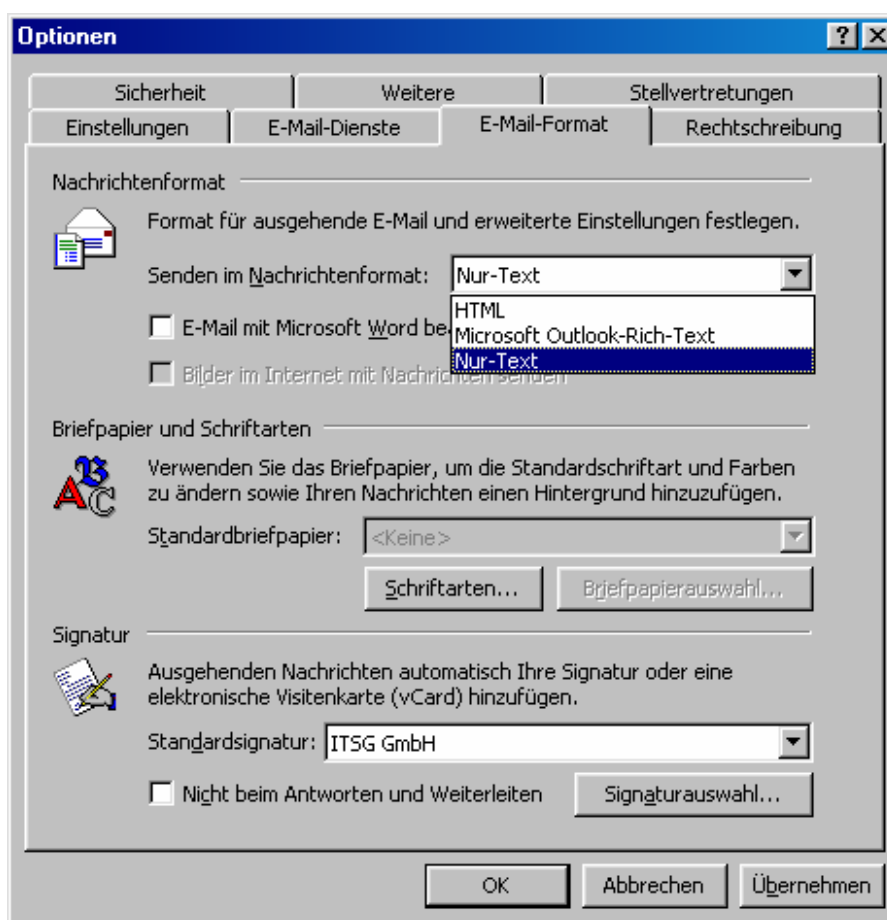 Optionen
Sicherheit Weitere Stellvertretungen
Einstellungen E-Mail-Dienste E-Mail-Format Rechtschreibung
Nachrichtenformat
Format für ausgehende E-Mail und erweiterte Einstellungen festlegen.
Senden im Nachrichtenformat: Nur-Text
HTML
E-Mail mit Microsoft Word
Microsoft Outlook-Rich-Text
Nur-Text
Bilder im Internet mit Nachrichten senden
Briefpapier und Schriftarten
Verwenden Sie das Briefpapier, um die Standardschriftart und Farben
zu ändern sowie Ihren Nachrichten einen Hintergrund hinzuzufügen.
Standardbriefpapier: <Keine>
Schriftarten... Briefpapierauswahl...
Signatur
Ausgehenden Nachrichten automatisch Ihre Signatur oder eine
elektronische Visitenkarte (vCard) hinzufügen.
Standardsignatur: ITSG GmbH
Nicht beim Antworten und Weiterleiten Signaturauswahl...
OK Abbrechen Übernehmen